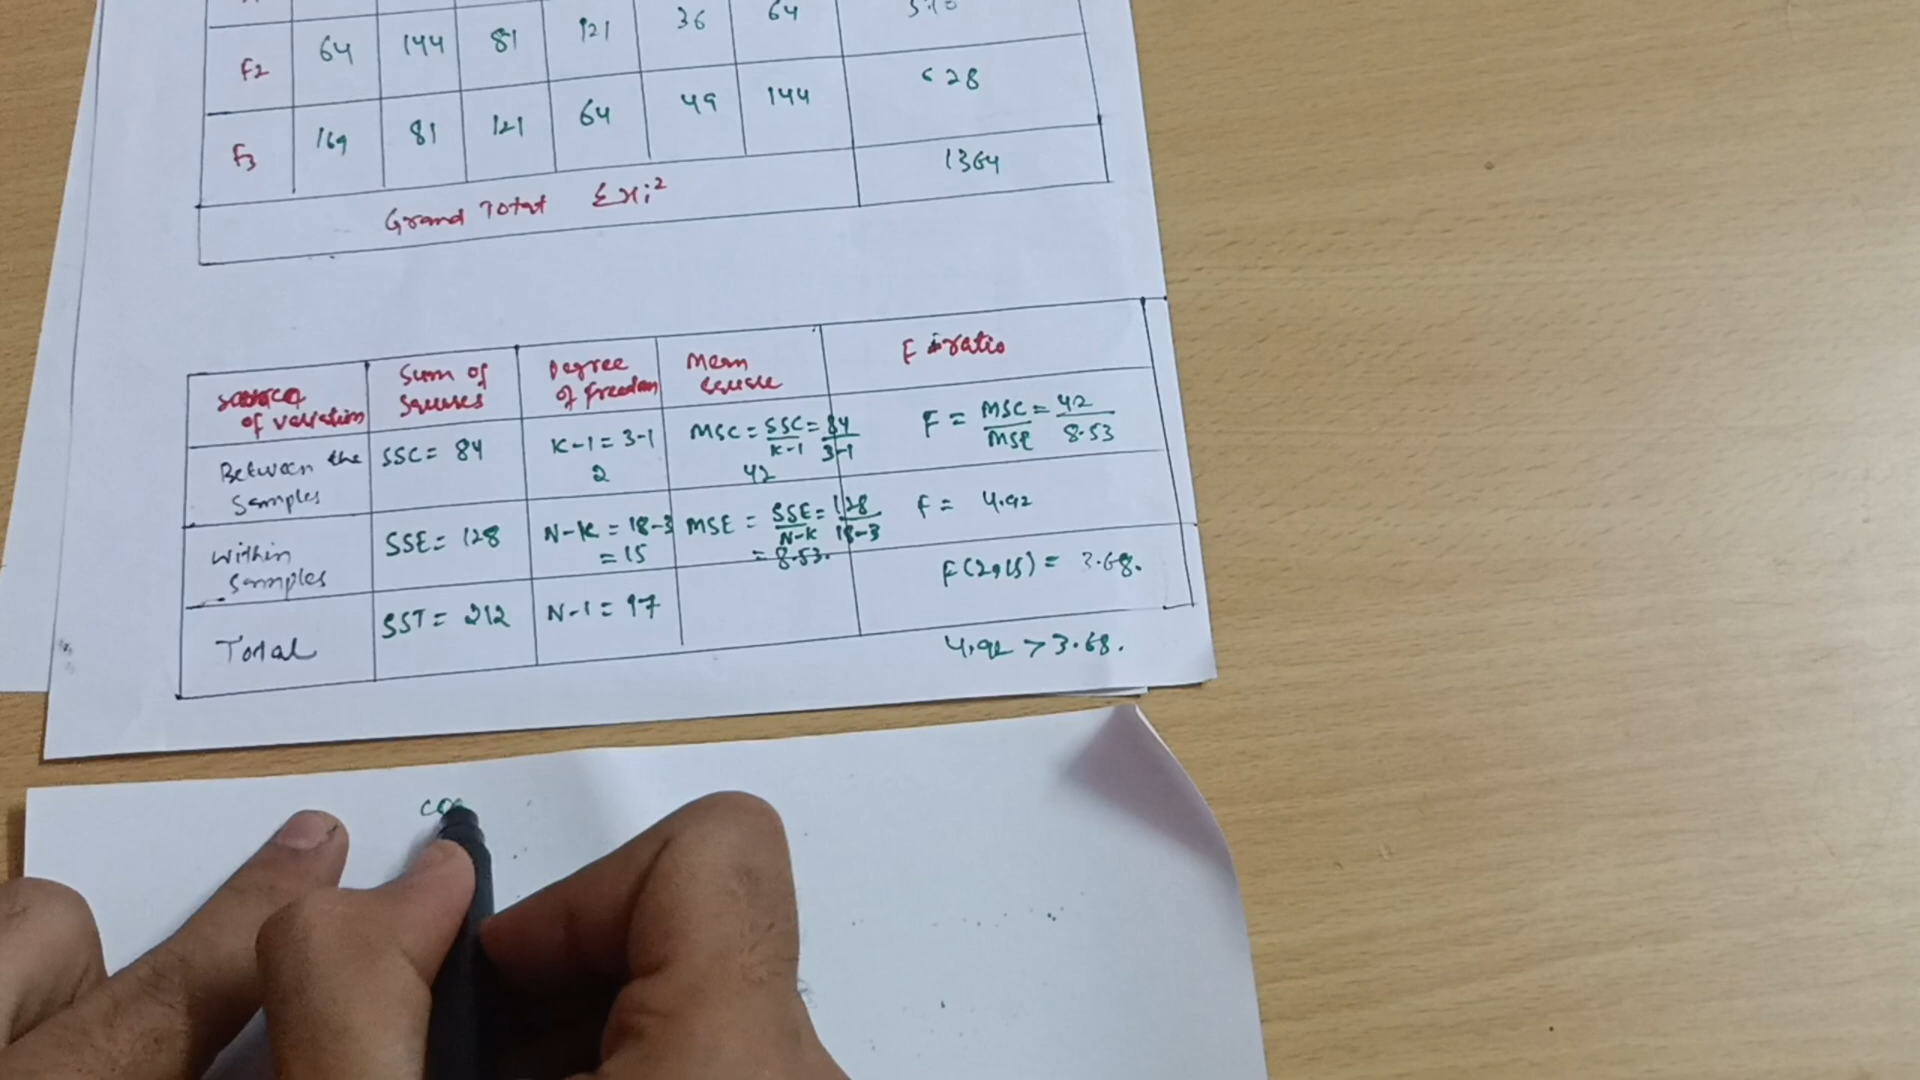 F2 64 144 81 121 36 64
F3 169 81 121 64 49 144 628
Grand Total Σxi² 1364
of variation Sum of Squares Degree of freedom Mean F ratio
Between the samples SSC = 84 K-1 = 3-1 2 MSC = SSC/K-1 = 84/3-1 42 F = MSC/MSE = 42/8.53
within samples SSE = 128 N-K = 18-3 = 15 MSE = SSE/N-K = 128/18-3 = 8.53. F = 4.92
Total SST = 212 N-1 = 17 F(2,15) = 3.68.
4.92 > 3.68.